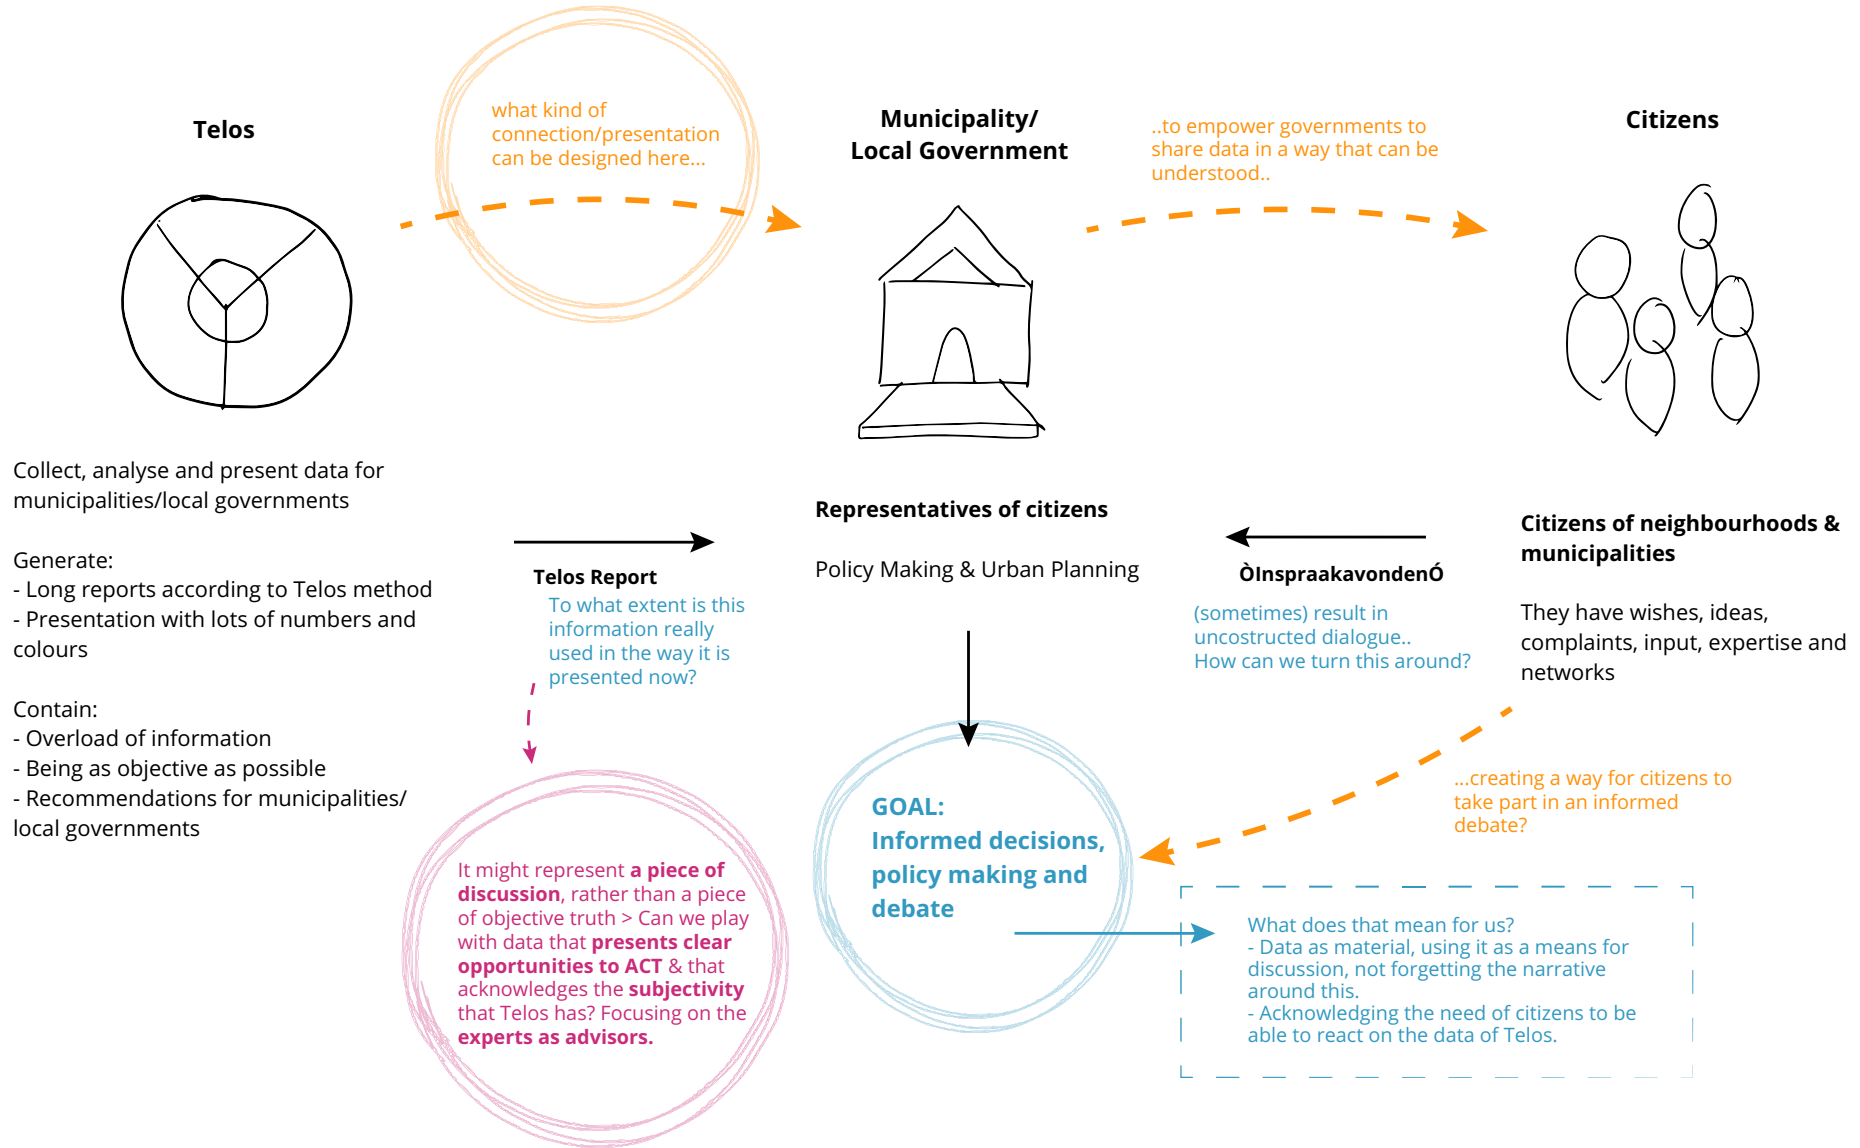 Telos
what kind of
connection/presentation
can be designed here...
Municipality/
Local Government
..to empower governments to
share data in a way that can be
understood..
Citizens
Collect, analyse and present data for
municipalities/local governments
Generate:
- Long reports according to Telos method
- Presentation with lots of numbers and
colours
Contain:
- Overload of information
- Being as objective as possible
- Recommendations for municipalities/
local governments
Telos Report
To what extent is this
information really
used in the way it is
presented now?
Representatives of citizens
Policy Making & Urban Planning
ÒInspraakavondenÓ
(sometimes) result in
uncostructed dialogue..
How can we turn this around?
Citizens of neighbourhoods &
municipalities
They have wishes, ideas,
complaints, input, expertise and
networks
It might represent a piece of
discussion, rather than a piece
of objective truth > Can we play
with data that presents clear
opportunities to ACT & that
acknowledges the subjectivity
that Telos has? Focusing on the
experts as advisors.
GOAL:
Informed decisions,
policy making and
debate
...creating a way for citizens to
take part in an informed
debate?
What does that mean for us?
- Data as material, using it as a means for
discussion, not forgetting the narrative
around this.
- Acknowledging the need of citizens to be
able to react on the data of Telos.